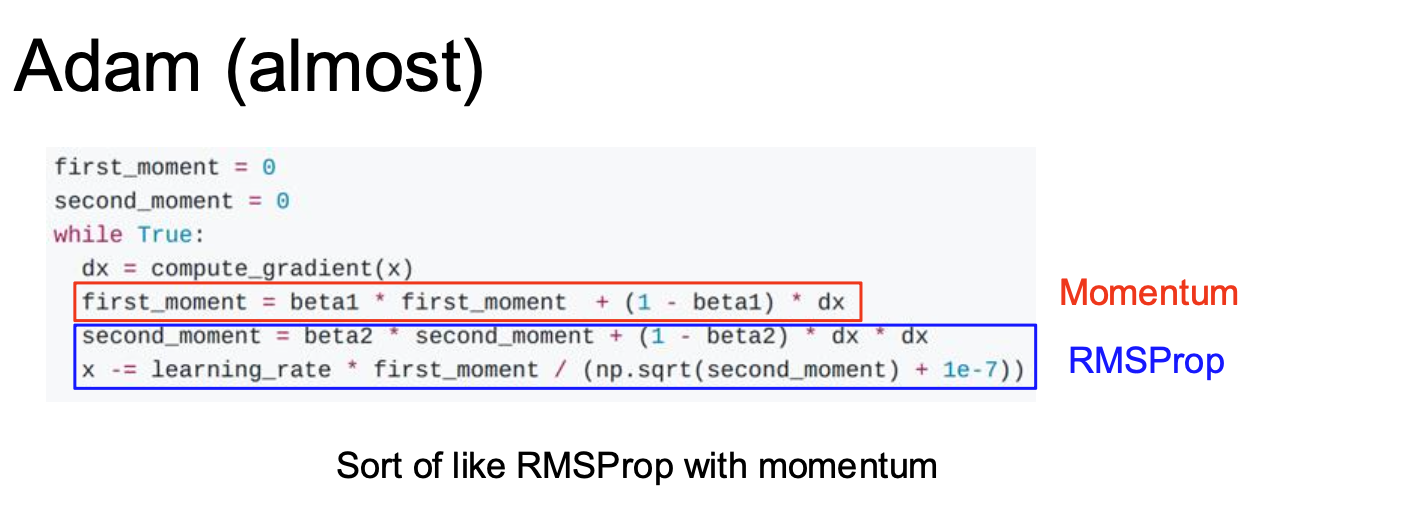 Adam (almost)
first_moment = 0
second_moment = 0
while True:
dx = compute_gradient(x)
first_moment = beta1 * first_moment + (1 - beta1) * dx
Momentum
second_moment = beta2 * second_moment + (1 - beta2) * dx * dx
x -= learning_rate * first_moment / (np.sqrt(second_moment) + 1e-7))
RMSProp
Sort of like RMSProp with momentum